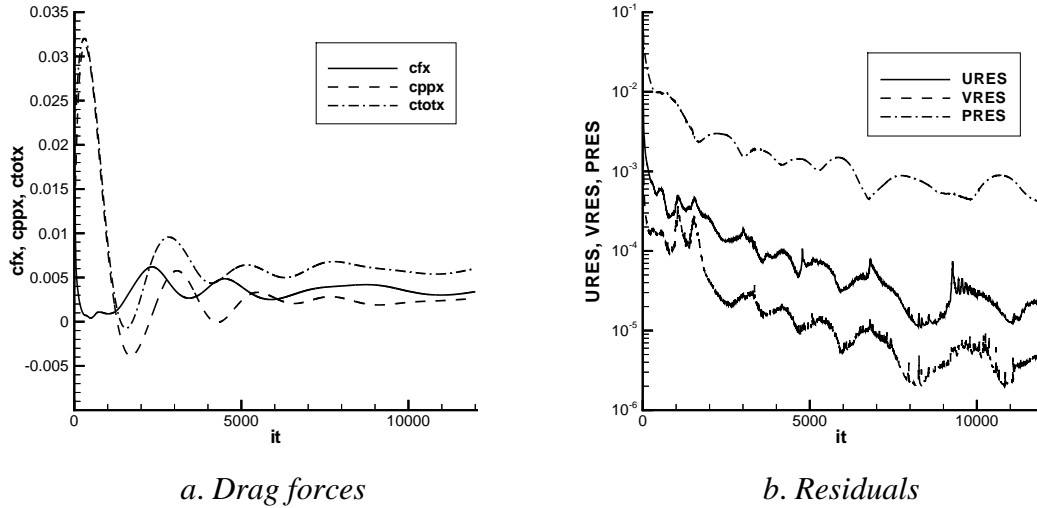 0.035
0.03
0.025
0.02
0.015
0.01
0.005
0
-0.005
cfx, cppx, ctotx
cfx
cppx
ctotx
0
5000
10000
it
a. Drag forces
10-1
10-2
10-3
10-4
10-5
10-6
URES, VRES, PRES
URES
VRES
PRES
0
5000
10000
it
b. Residuals